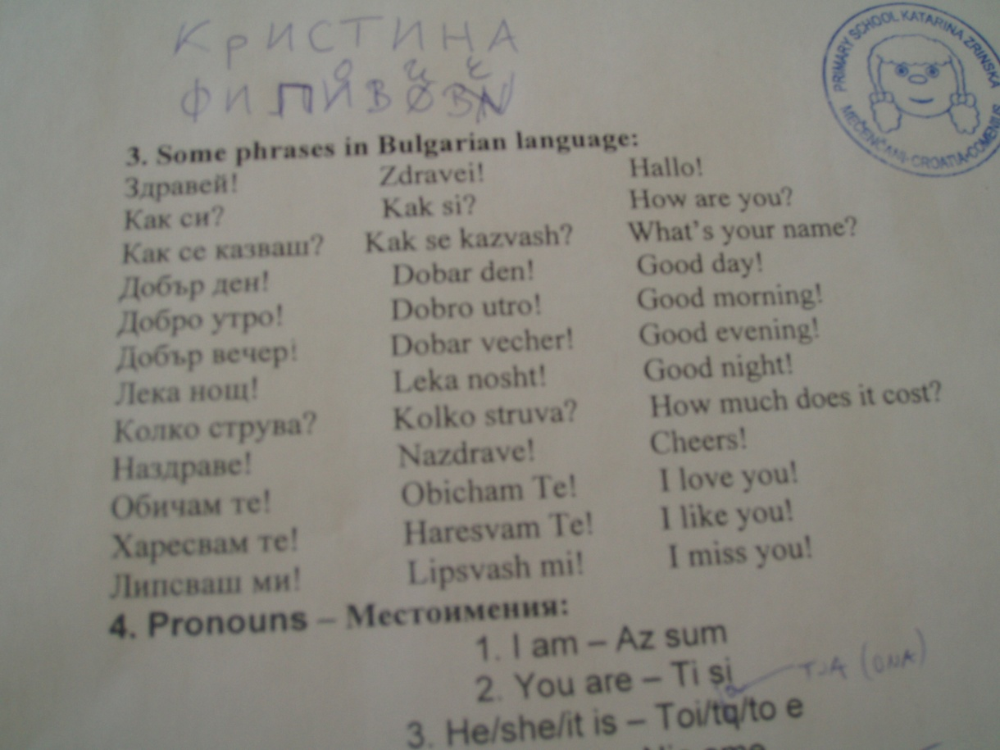 КРИСТИНА
PRIMARY SCHOOL KATARINA ZRINSKA
MEČENČANI-CROATIA-COMENIUS
3. Some phrases in Bulgarian language:
Здравей! Zdravei! Hallo!
Как си? Kak si? How are you?
Как се казваш? Kak se kazvash? What's your name?
Добър ден! Dobar den! Good day!
Добро утро! Dobro utro! Good morning!
Добър вечер! Dobar vecher! Good evening!
Лека нощ! Leka nosht! Good night!
Колко струва? Kolko struva? How much does it cost?
Наздраве! Nazdrave! Cheers!
Обичам те! Obicham Te! I love you!
Харесвам те! Haresvam Te! I like you!
Липсваш ми! Lipsvash mi! I miss you!
4. Pronouns – Местоимения:
1. I am – Az sum
2. You are – Ti si
TJA (ONA)
3. He/she/it is – Toi/tq/to e